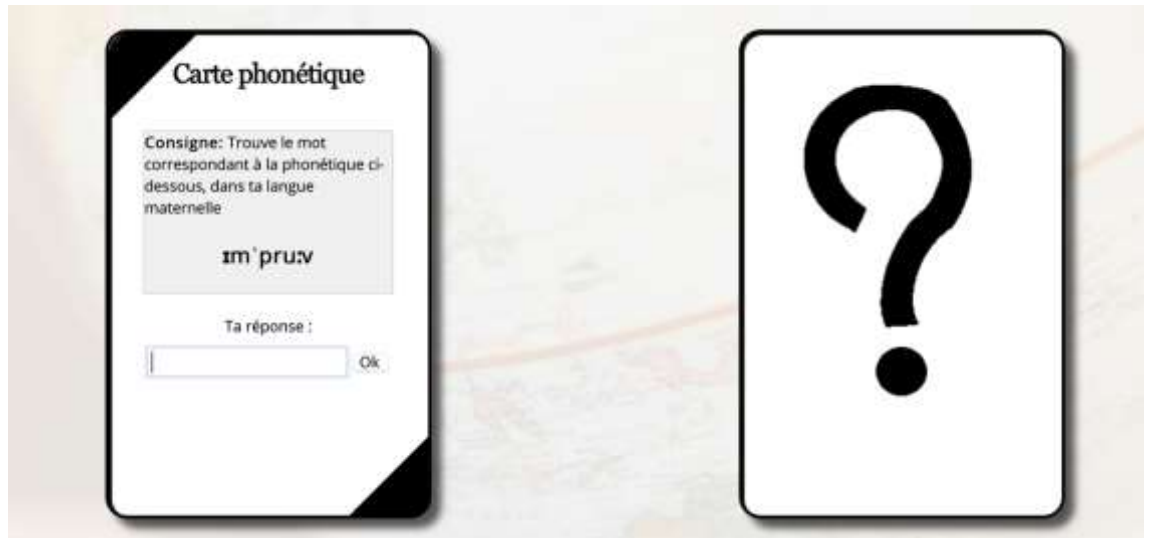 Carte phonétique
Consigne: Trouve le mot
correspondant à la phonétique ci-
dessous, dans ta langue
maternelle
ɪmˈpruːv
Ta réponse :
Ok
?